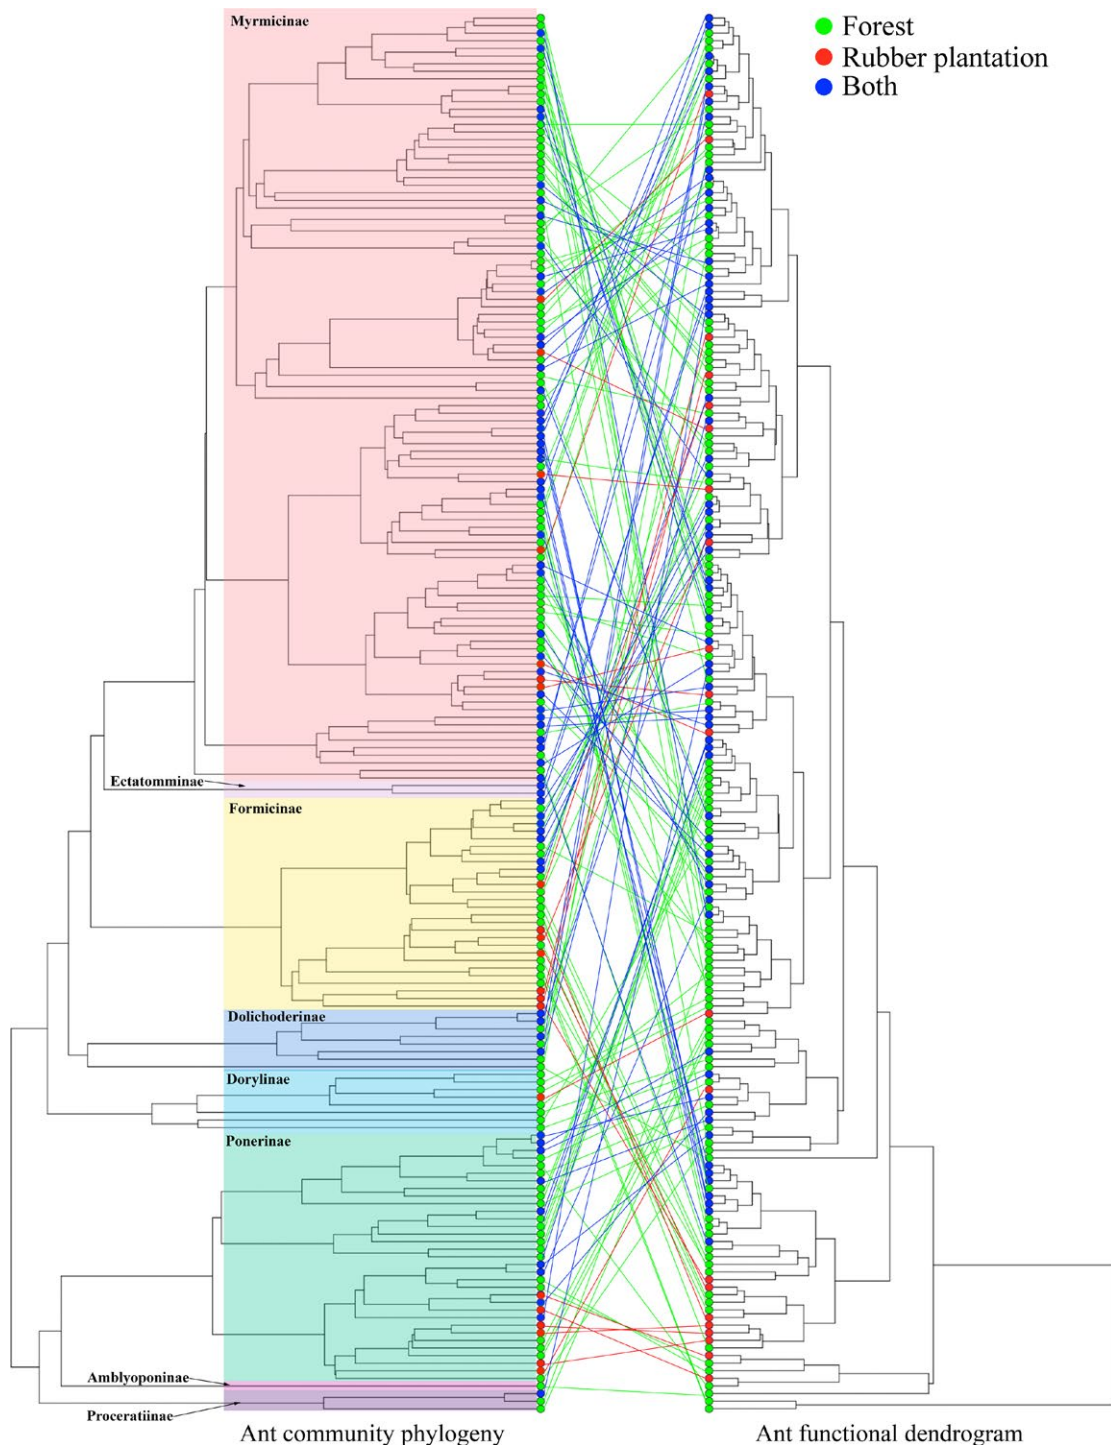 Myrmicinae
Forest
Rubber plantation
Both
Ectatomminae
Formicinae
Dolichoderinae
Dorylinae
Ponerinae
Amblyoponinae
Proceratiinae
Ant community phylogeny
Ant functional dendrogram